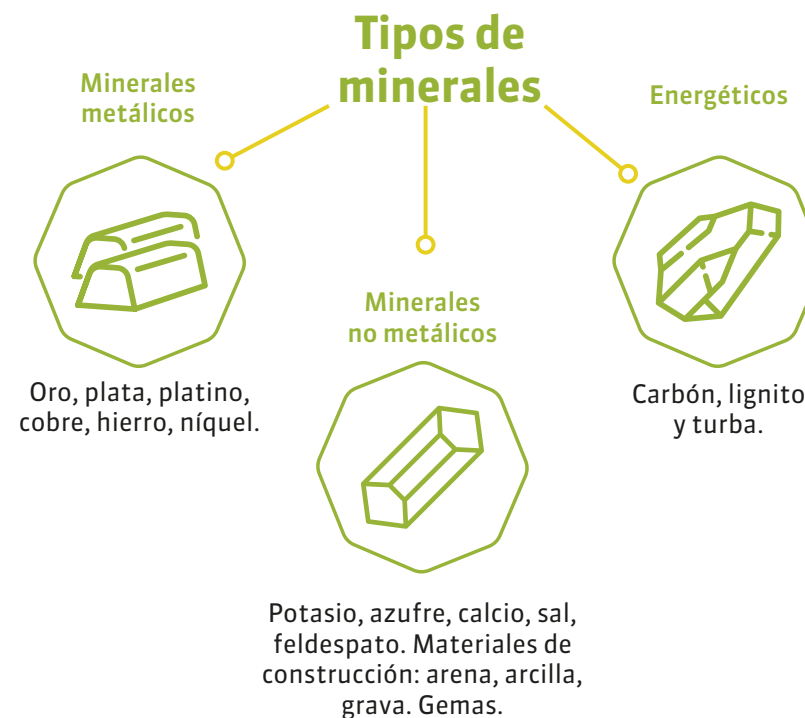 Tipos de
minerales
Minerales
metálicos
Oro, plata, platino,
cobre, hierro, níquel.
Minerales
no metálicos
Potasio, azufre, calcio, sal,
feldespato. Materiales de
construcción: arena, arcilla,
grava. Gemas.
Energéticos
Carbón, lignito
y turba.